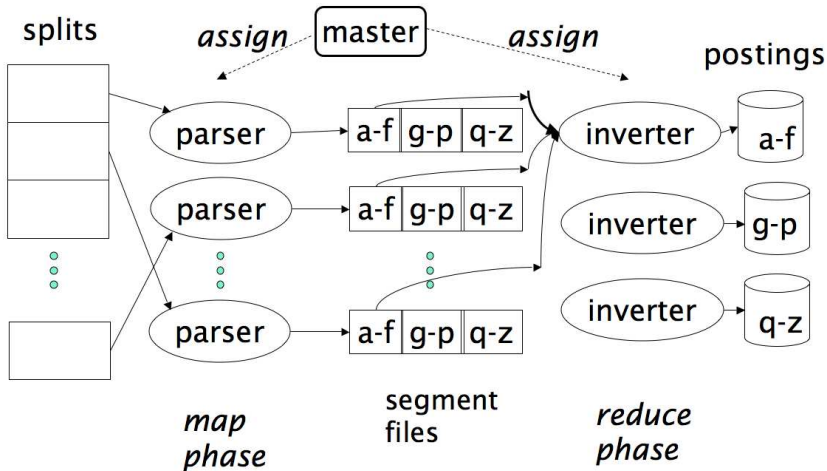 splits
assign
master
assign
postings
parser
a-f g-p q-z
inverter
a-f
parser
a-f g-p q-z
inverter
g-p
parser
a-f g-p q-z
inverter
q-z
map
phase
segment
files
reduce
phase